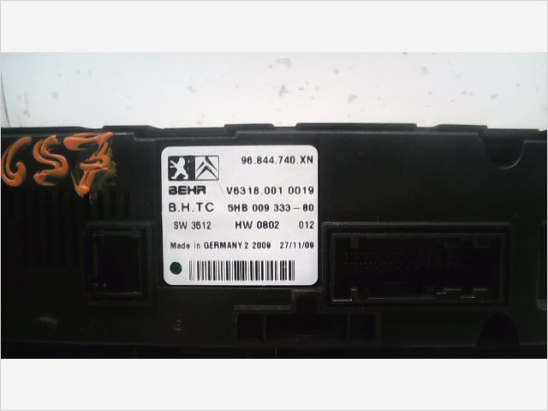 657
96.844.740.XN
BEHR V6318.001 0019
B.H.TC 5HB 009 333-80
SW 3512 HW 0802 012
Made in GERMANY 2 2009 27/11/09